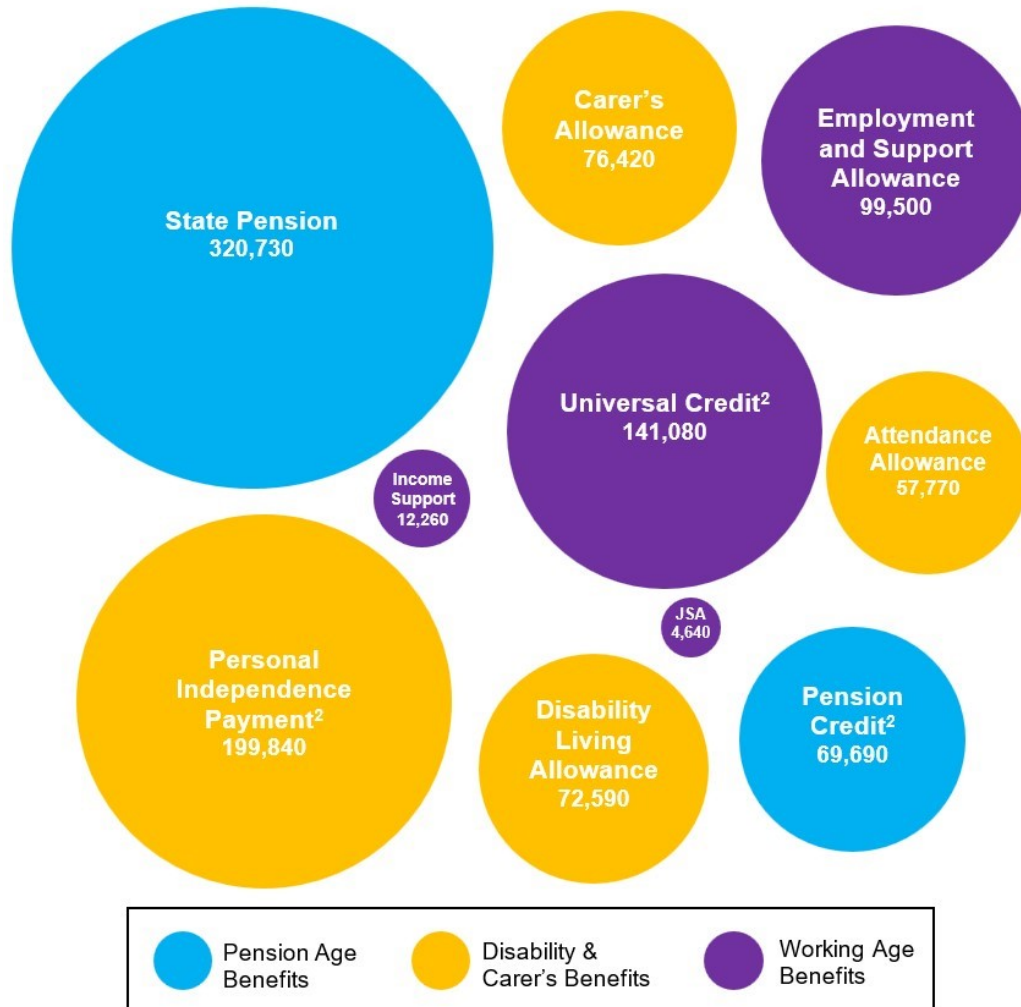 State Pension
320,730
Carer's
Allowance
76,420
Employment
and Support
Allowance
99,500
Universal Credit²
141,080
Attendance
Allowance
57,770
Income
Support
12,260
JSA
4,640
Personal
Independence
Payment²
199,840
Disability
Living
Allowance
72,590
Pension
Credit²
69,690
Pension Age
Benefits
Disability &
Carer's Benefits
Working Age
Benefits